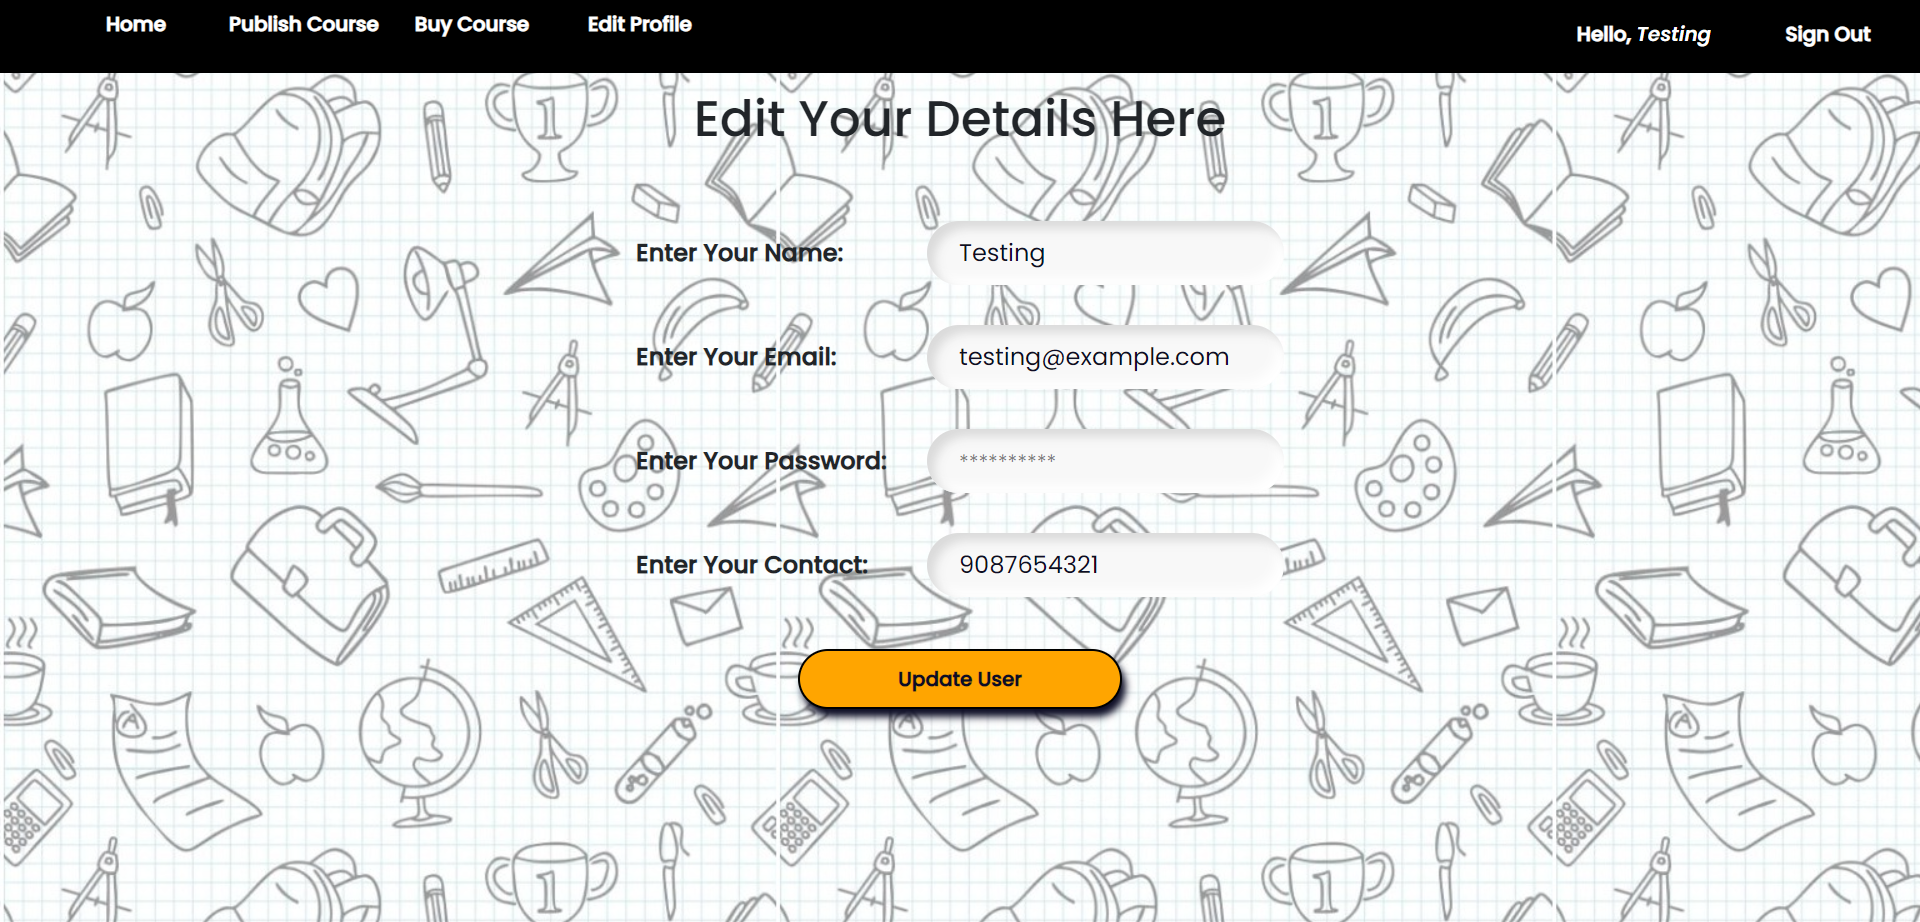 Home Publish Course Buy Course Edit Profile Hello, Testing Sign Out
Edit Your Details Here
Enter Your Name: Testing
Enter Your Email: testing@example.com
Enter Your Password: **********
Enter Your Contact: 9087654321
Update User